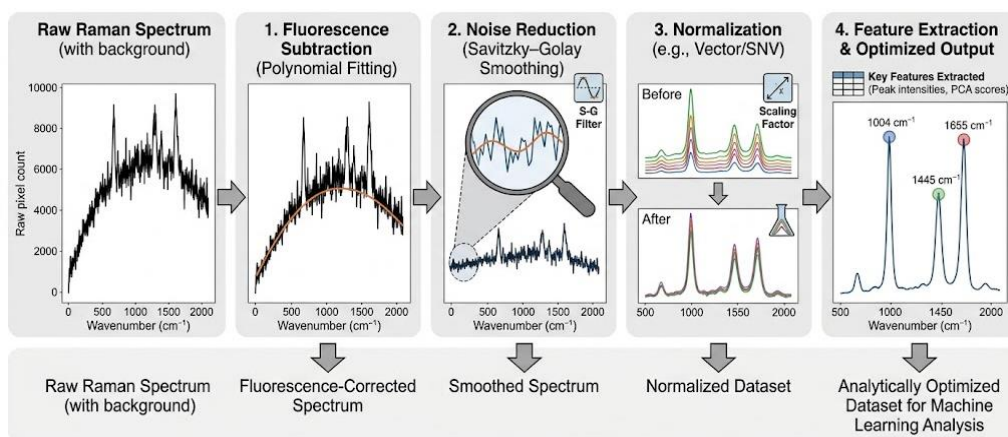 Raw Raman Spectrum
(with background)
10000
8000
6000
4000
2000
0
Raw pixel count
0 500 1000 1500 2000
Wavenumber (cm⁻¹)
1. Fluorescence
Subtraction
(Polynomial Fitting)
0 500 1000 1500 2000
Wavenumber (cm⁻¹)
2. Noise Reduction
(Savitzky–Golay
Smoothing)
S-G
Filter
0 500 1000 1500 2000
Wavenumber (cm⁻¹)
3. Normalization
(e.g., Vector/SNV)
Before
Scaling
Factor
After
500 1000 1500 2000
Wavenumber (cm⁻¹)
4. Feature Extraction
& Optimized Output
Key Features Extracted
(Peak intensities, PCA scores)
1004 cm⁻¹
1655 cm⁻¹
1445 cm⁻¹
500 1000 1450 2000
Wavenumber (cm⁻¹)
Raw Raman Spectrum
(with background)
Fluorescence-Corrected
Spectrum
Smoothed Spectrum
Normalized Dataset
Analytically Optimized
Dataset for Machine
Learning Analysis